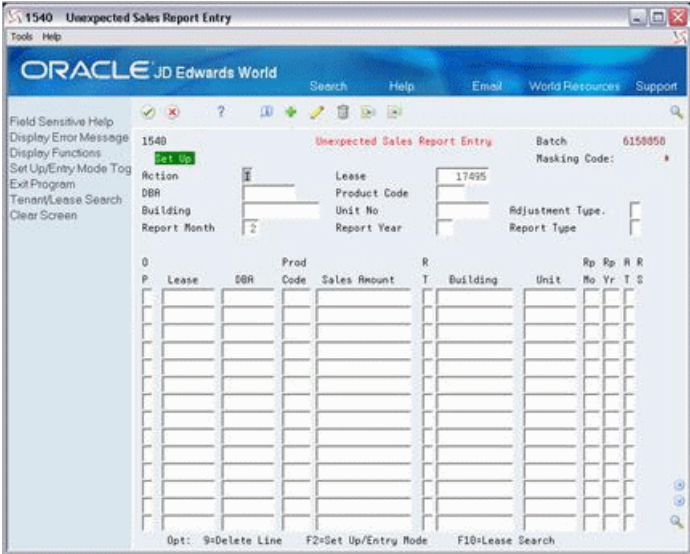 1540 Unexpected Sales Report Entry
Tools Help
ORACLE JD Edwards World
Search Help Email World Resources Support
Field Sensitive Help
Display Error Message
Display Functions
Set Up/Entry Mode Tog
Exit Program
Tenant/Lease Search
Clear Screen
1540 Unexpected Sales Report Entry Batch 6150850
Set Up Masking Code:
Action I Lease 17495
DBA Product Code
Building Unit No Adjustment Type.
Report Month 2 Report Year Report Type
O Prod R Rp Rp A R
P Lease DBA Code Sales Amount T Building Unit Mo Yr T S
Opt: 9=Delete Line F2=Set Up/Entry Mode F10=Lease Search